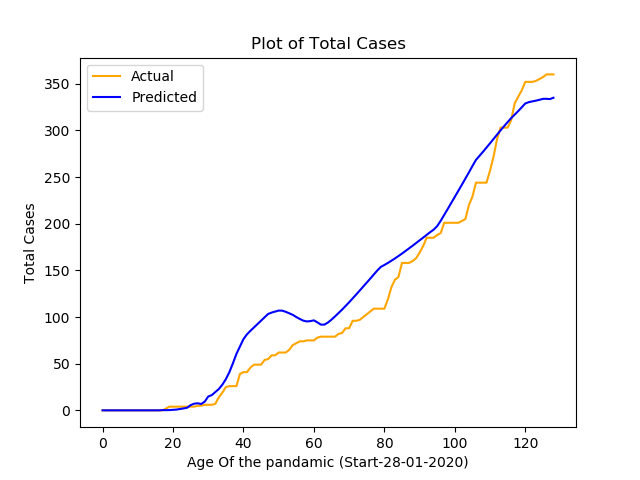 Plot of Total Cases
Actual
Predicted
350
300
250
200
150
100
50
0
Total Cases
0 20 40 60 80 100 120
Age Of the pandamic (Start-28-01-2020)